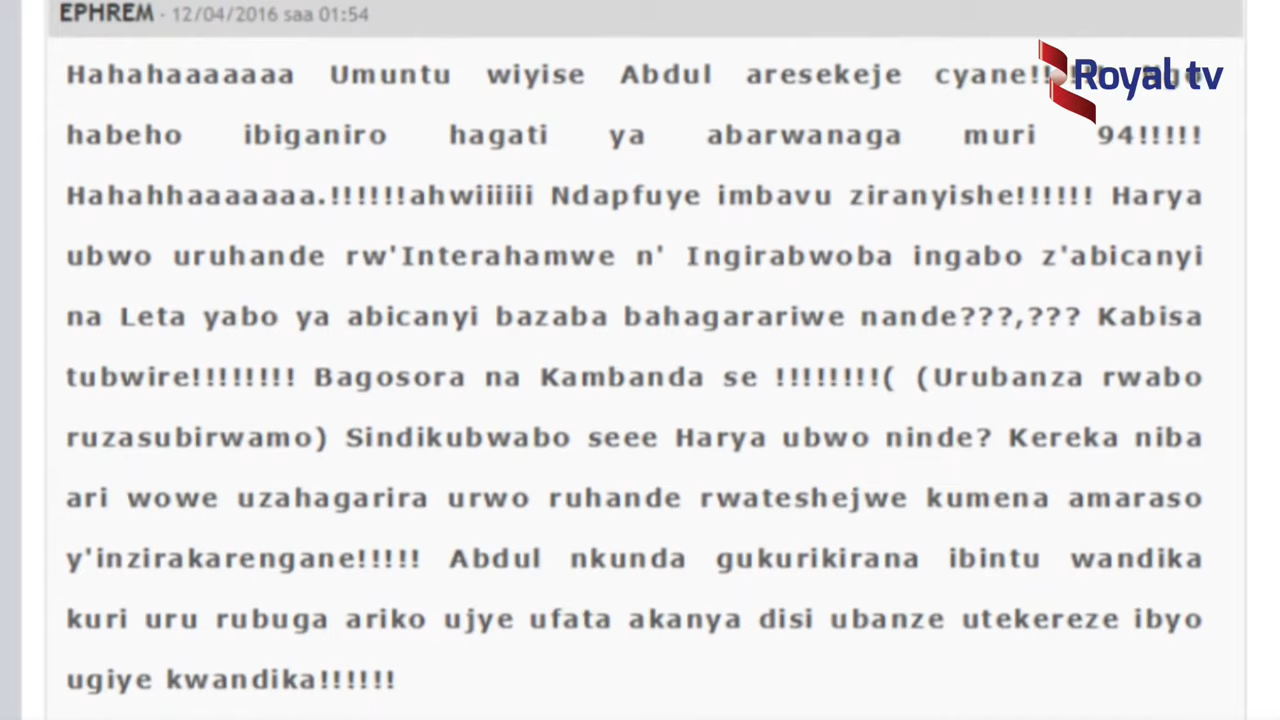 EPHREM - 12/04/2016 saa 01:54
Royal tv
Hahahaaaaaaa Umuntu wiyise Abdul aresekeje cyane!!!!!! Ngo
habeho ibiganiro hagati ya abarwanaga muri 94!!!!!
Hahahhaaaaaaa.!!!!!!ahwiiiiii Ndapfuye imbavu ziranyishe!!!!!! Harya
ubwo uruhande rw'Interahamwe n' Ingirabwoba ingabo z'abicanyi
na Leta yabo ya abicanyi bazaba bahagarariwe nande???,??? Kabisa
tubwire!!!!!!!! Bagosora na Kambanda se !!!!!!!!( (Urubanza rwabo
ruzasubirwamo) Sindikubwabo seee Harya ubwo ninde? Kereka niba
ari wowe uzahagarira urwo ruhande rwateshejwe kumena amaraso
y'inzirakarengane!!!!! Abdul nkunda gukurikirana ibintu wandika
kuri uru rubuga ariko ujye ufata akanya disi ubanze utekereze ibyo
ugiye kwandika!!!!!!